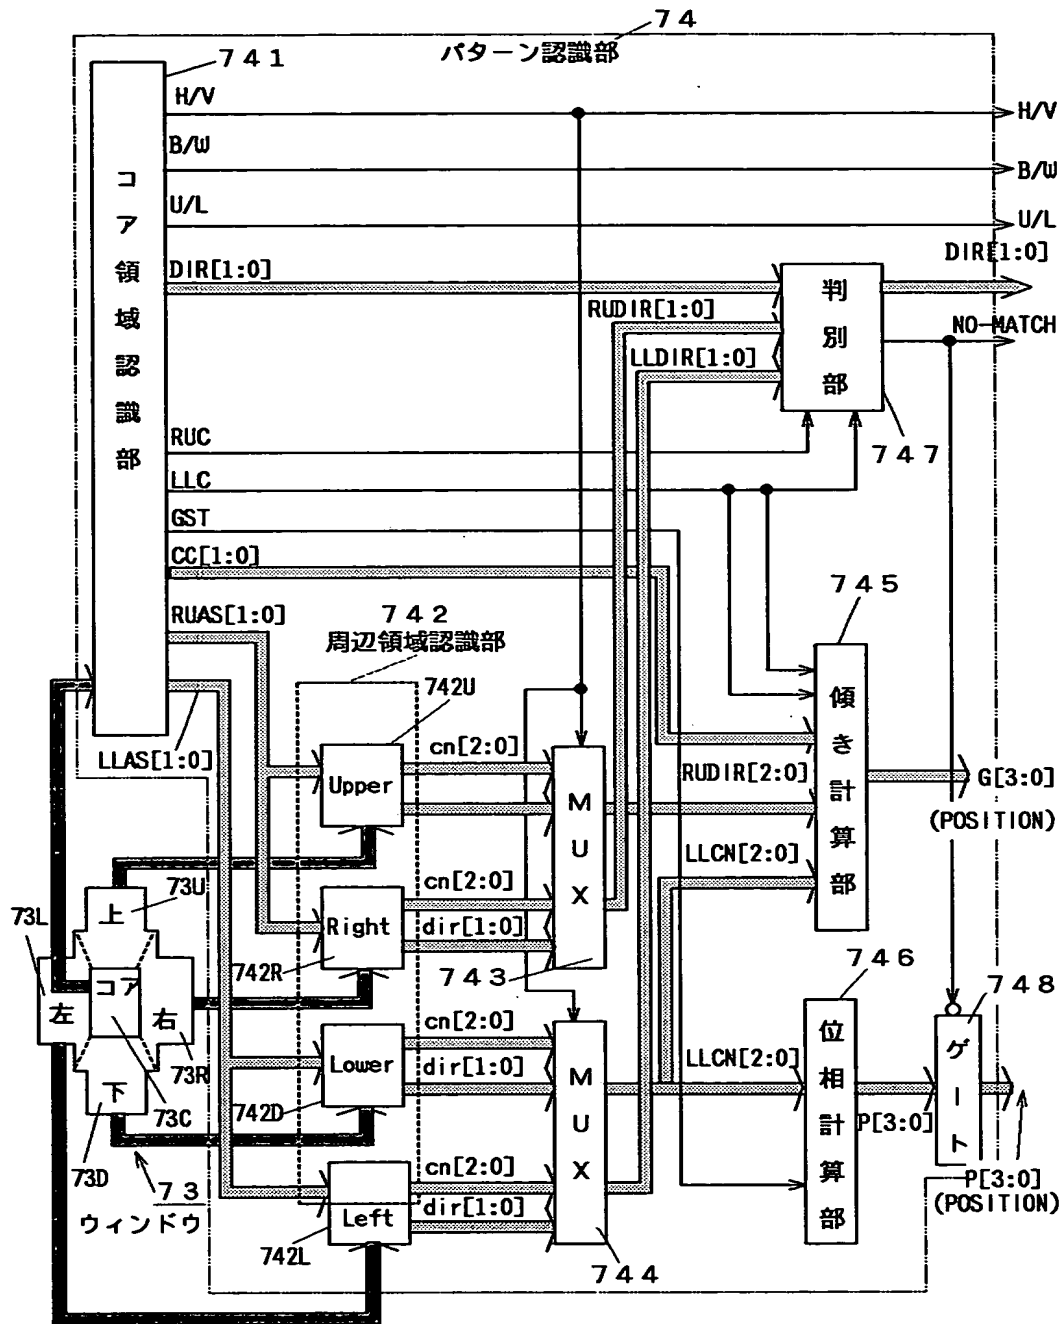 74
パターン認識部
741
コア領域認識部
H/V
B/W
U/L
DIR[1:0]
H/V
B/W
U/L
DIR[1:0]
RUDIR[1:0]
LLDIR[1:0]
判別部
NO-MATCH
747
RUC
LLC
GST
CC[1:0]
RUAS[1:0]
LLAS[1:0]
742
周辺領域認識部
742U
Upper
cn[2:0]
745
傾き計算部
RUDIR[2:0]
LLCN[2:0]
G[3:0]
(POSITION)
MUX
743
Right
742R
cn[2:0]
dir[1:0]
73U
73L
上
左
コア
右
下
73R
73C
73D
73
ウィンドウ
Lower
742D
cn[2:0]
dir[1:0]
MUX
744
Left
742L
cn[2:0]
dir[1:0]
746
位相計算部
LLCN[2:0]
P[3:0]
748
ゲート
P[3:0]
(POSITION)